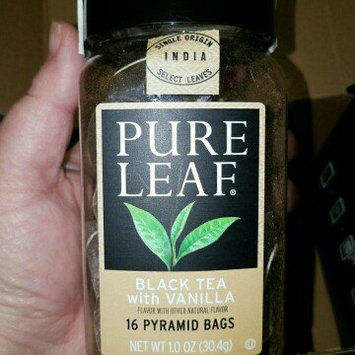 SINGLE ORIGIN
INDIA
SELECT LEAVES
PURE
LEAF®
BLACK TEA
with VANILLA
FLAVOR WITH OTHER NATURAL FLAVOR
16 PYRAMID BAGS
NET WT 1.0 OZ (30.4g)